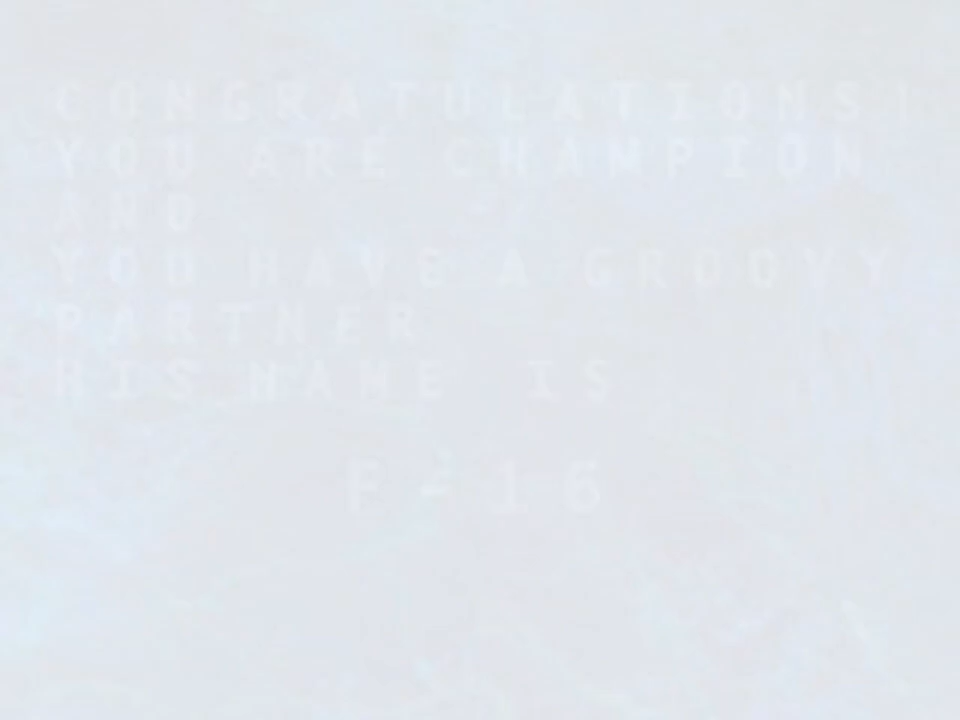 CONGRATULATIONS!
YOU ARE CHAMPION
AND
YOU HAVE A GROOVY
PARTNER
HIS NAME IS
F-16